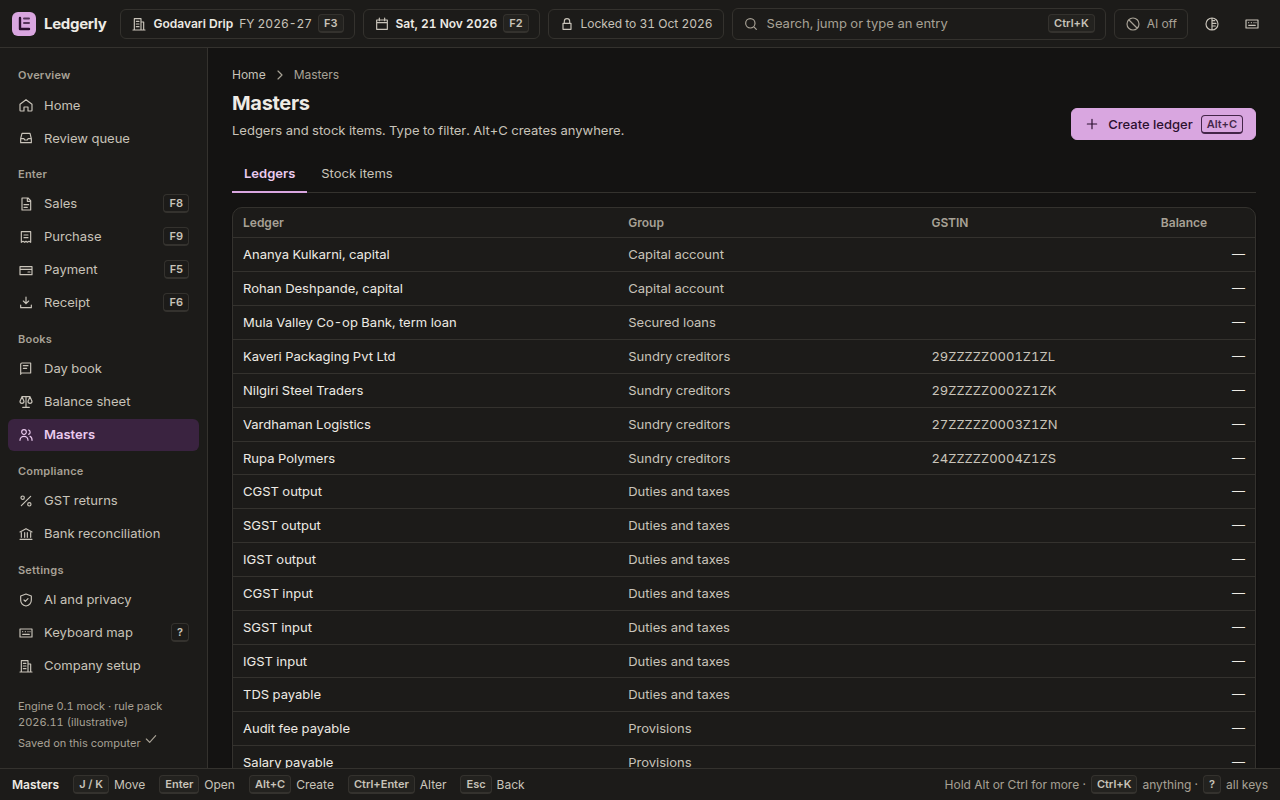 Ledgerly
Godavari Drip FY 2026-27 F3
Sat, 21 Nov 2026 F2
Locked to 31 Oct 2026
Search, jump or type an entry Ctrl+K
AI off
Overview
Home
Review queue
Enter
Sales F8
Purchase F9
Payment F5
Receipt F6
Books
Day book
Balance sheet
Masters
Compliance
GST returns
Bank reconciliation
Settings
AI and privacy
Keyboard map ?
Company setup
Engine 0.1 mock · rule pack
2026.11 (illustrative)
Saved on this computer
Home > Masters
Masters
Ledgers and stock items. Type to filter. Alt+C creates anywhere.
Create ledger Alt+C
Ledgers Stock items
Ledger Group GSTIN Balance
Ananya Kulkarni, capital Capital account —
Rohan Deshpande, capital Capital account —
Mula Valley Co-op Bank, term loan Secured loans —
Kaveri Packaging Pvt Ltd Sundry creditors 29ZZZZZ0001Z1ZL —
Nilgiri Steel Traders Sundry creditors 29ZZZZZ0002Z1ZK —
Vardhaman Logistics Sundry creditors 27ZZZZZ0003Z1ZN —
Rupa Polymers Sundry creditors 24ZZZZZ0004Z1ZS —
CGST output Duties and taxes —
SGST output Duties and taxes —
IGST output Duties and taxes —
CGST input Duties and taxes —
SGST input Duties and taxes —
IGST input Duties and taxes —
TDS payable Duties and taxes —
Audit fee payable Provisions —
Salary payable Provisions —
Masters J / K Move Enter Open Alt+C Create Ctrl+Enter Alter Esc Back
Hold Alt or Ctrl for more · Ctrl+K anything · ? all keys